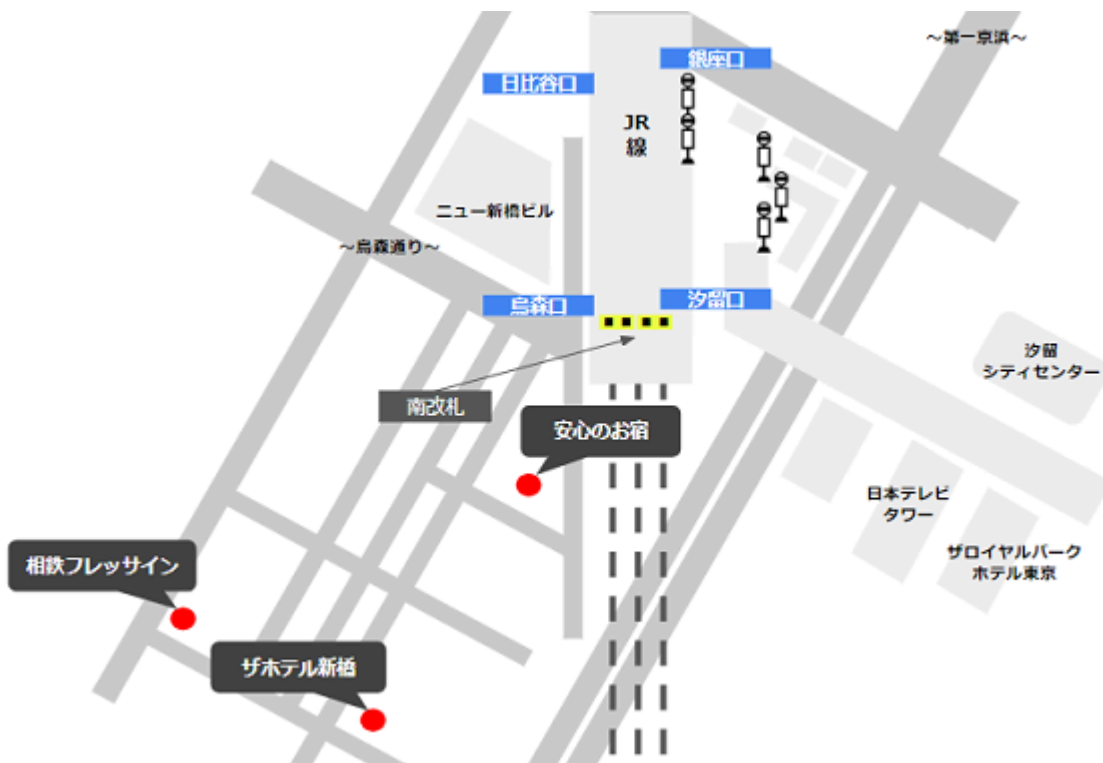 ～第一京浜～
銀座口
日比谷口
JR
線
ニュー新橋ビル
～烏森通り～
烏森口
汐留口
汐留
シティセンター
南改札
安心のお宿
日本テレビ
タワー
ザロイヤルパーク
ホテル東京
相鉄フレッサイン
ザホテル新橋